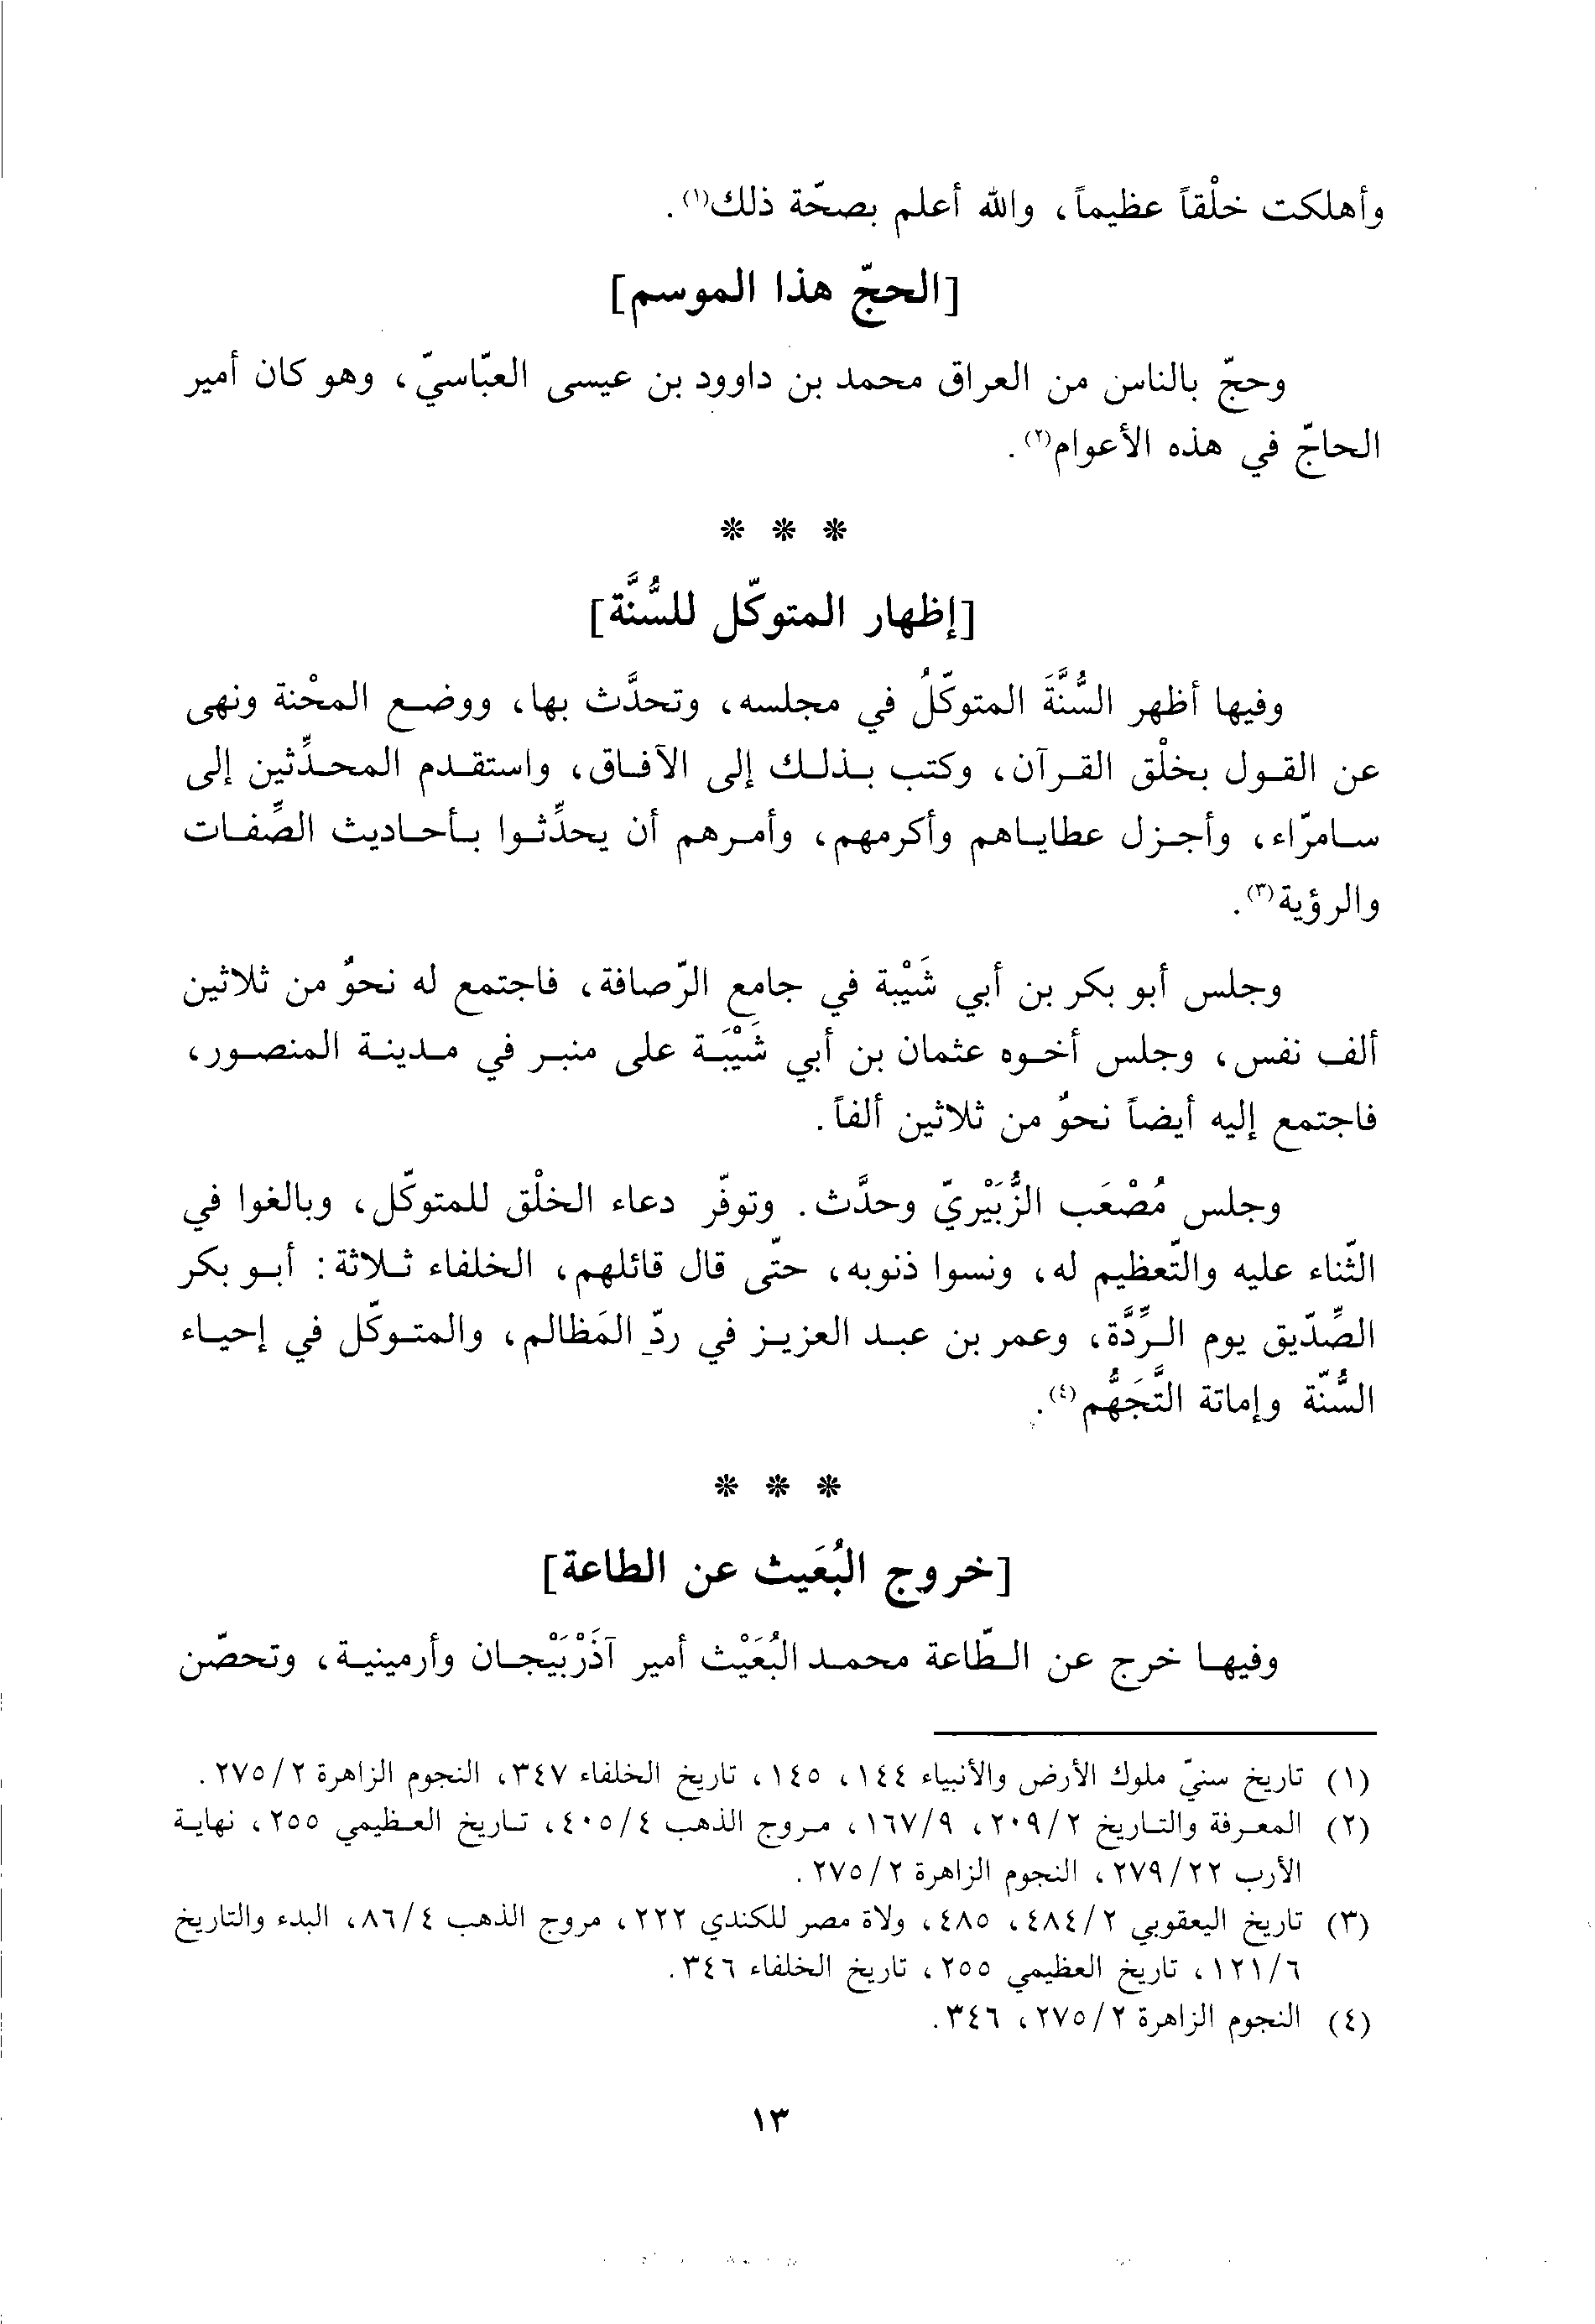 وأهلكت خلْقاً عظيماً، والله أعلم بصحّة ذلك(١).
[الحجّ هذا الموسم]
وحجّ بالناس من العراق محمد بن داوود بن عيسى العبّاسيّ، وهو كان أمير
الحاجّ في هذه الأعوام(٢).
* * *
[إظهار المتوكّل للسُّنَّة]
وفيها أظهر السُّنَّةَ المتوكّلُ في مجلسه، وتحدَّث بها، ووضع المحْنة ونهى
عن القول بخلْق القرآن، وكتب بذلك إلى الآفاق، واستقدم المحدِّثين إلى
سامرّاء، وأجزل عطاياهم وأكرمهم، وأمرهم أن يحدِّثوا بأحاديث الصِّفات
والرؤية(٣).
وجلس أبو بكر بن أبي شَيْبة في جامع الرّصافة، فاجتمع له نحوٌ من ثلاثين
ألف نفس، وجلس أخوه عثمان بن أبي شَيْبَة على منبر في مدينة المنصور،
فاجتمع إليه أيضاً نحوٌ من ثلاثين ألفاً.
وجلس مُصْعَب الزُّبَيْريّ وحدَّث. وتوفّر دعاء الخلْق للمتوكّل، وبالغوا في
الثّناء عليه والتّعظيم له، ونسوا ذنوبه، حتّى قال قائلهم، الخلفاء ثلاثة: أبو بكر
الصِّدّيق يوم الرِّدَّة، وعمر بن عبد العزيز في ردّ المَظالم، والمتوكّل في إحياء
السُّنّة وإماتة التَّجَهُّم(٤).
* * *
[خروج البُعَيث عن الطاعة]
وفيها خرج عن الطّاعة محمد البُعَيْث أمير آذَرْبَيْجان وأرمينية، وتحصّن
(١) تاريخ سنيّ ملوك الأرض والأنبياء ١٤٤، ١٤٥، تاريخ الخلفاء ٣٤٧، النجوم الزاهرة ٢/ ٢٧٥.
(٢) المعرفة والتاريخ ٢/ ٢٠٩، ٩/ ١٦٧، مروج الذهب ٤/ ٤٠٥، تاريخ العظيمي ٢٥٥، نهاية
الأرب ٢٢/ ٢٧٩، النجوم الزاهرة ٢/ ٢٧٥.
(٣) تاريخ اليعقوبي ٢/ ٤٨٤، ٤٨٥، ولاة مصر للكندي ٢٢٢، مروج الذهب ٤/ ٨٦، البدء والتاريخ
٦/ ١٢١، تاريخ العظيمي ٢٥٥، تاريخ الخلفاء ٣٤٦.
(٤) النجوم الزاهرة ٢/ ٢٧٥، ٣٤٦.
١٣